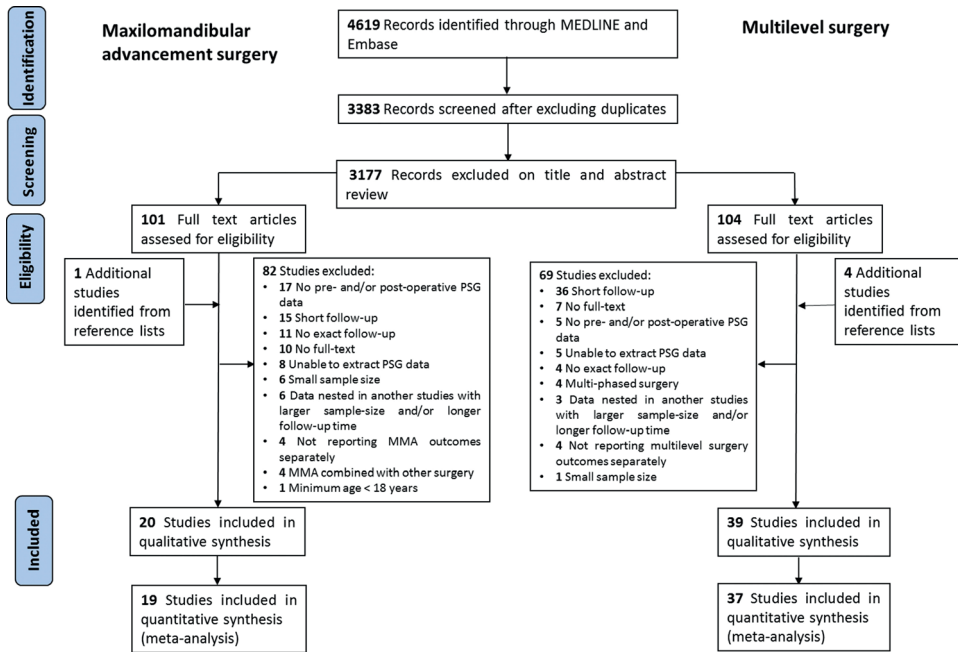 Maxilomandibular
advancement surgery
4619 Records identified through MEDLINE and
Embase
Multilevel surgery
Identification
3383 Records screened after excluding duplicates
Screening
3177 Records excluded on title and abstract
review
Eligibility
101 Full text articles
assesed for eligibility
104 Full text articles
assessed for eligibility
1 Additional
studies
identified from
reference lists
82 Studies excluded:
• 17 No pre- and/or post-operative PSG
data
• 15 Short follow-up
• 11 No exact follow-up
• 10 No full-text
• 8 Unable to extract PSG data
• 6 Small sample size
• 6 Data nested in another studies with
larger sample-size and/or longer
follow-up time
• 4 Not reporting MMA outcomes
separately
• 4 MMA combined with other surgery
• 1 Minimum age < 18 years
69 Studies excluded:
• 36 Short follow-up
• 7 No full-text
• 5 No pre- and/or post-operative PSG
data
• 5 Unable to extract PSG data
• 4 No exact follow-up
• 4 Multi-phased surgery
• 3 Data nested in another studies
with larger sample-size and/or
longer follow-up time
• 4 Not reporting multilevel surgery
outcomes separately
• 1 Small sample size
4 Additional
studies
identified from
reference lists
Included
20 Studies included in
qualitative synthesis
39 Studies included in
qualitative synthesis
19 Studies included in
quantitative synthesis
(meta-analysis)
37 Studies included in
quantitative synthesis
(meta-analysis)